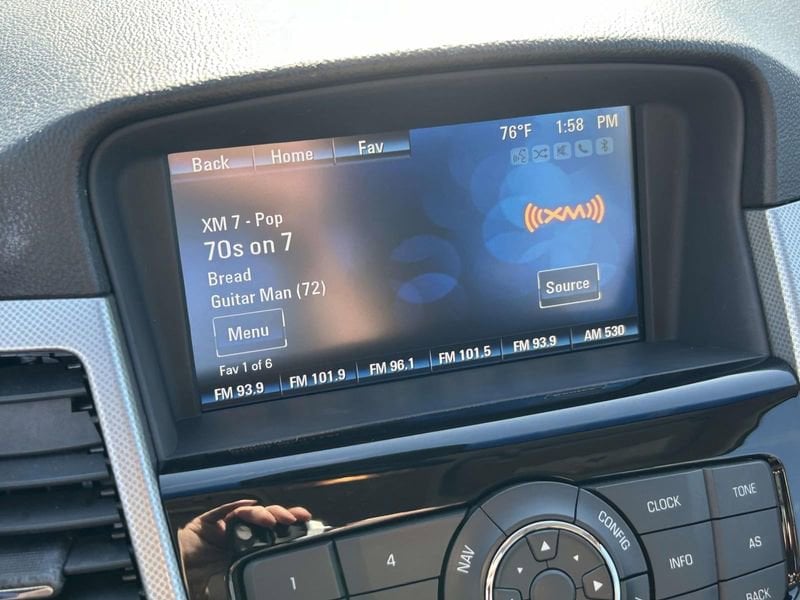 76°F 1:58 PM
Back Home Fav
XM
XM 7 - Pop
70s on 7
Bread
Guitar Man (72)
Source
Menu
Fav 1 of 6
FM 93.9 FM 101.9 FM 96.1 FM 101.5 FM 93.9 AM 530
CLOCK TONE
NAV CONFIG
1 4 INFO AS
BACK